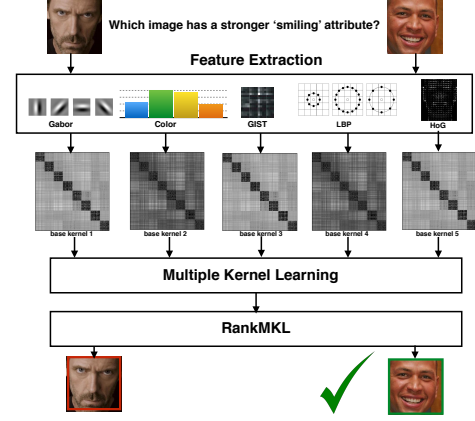 Which image has a stronger ‘smiling’ attribute?
Feature Extraction
Gabor Color GIST LBP HoG
base kernel 1 base kernel 2 base kernel 3 base kernel 4 base kernel 5
Multiple Kernel Learning
RankMKL